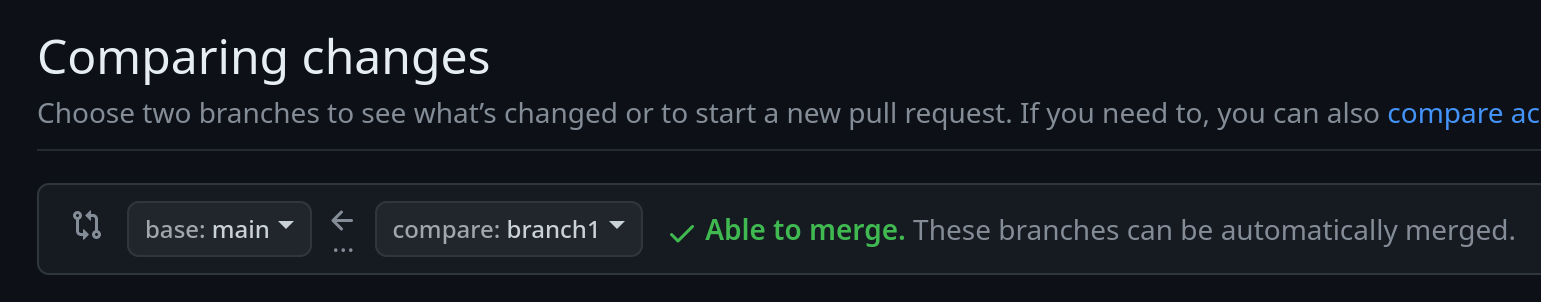 Comparing changes
Choose two branches to see what’s changed or to start a new pull request. If you need to, you can also compare ac
base: main ← ... compare: branch1 ✓ Able to merge. These branches can be automatically merged.